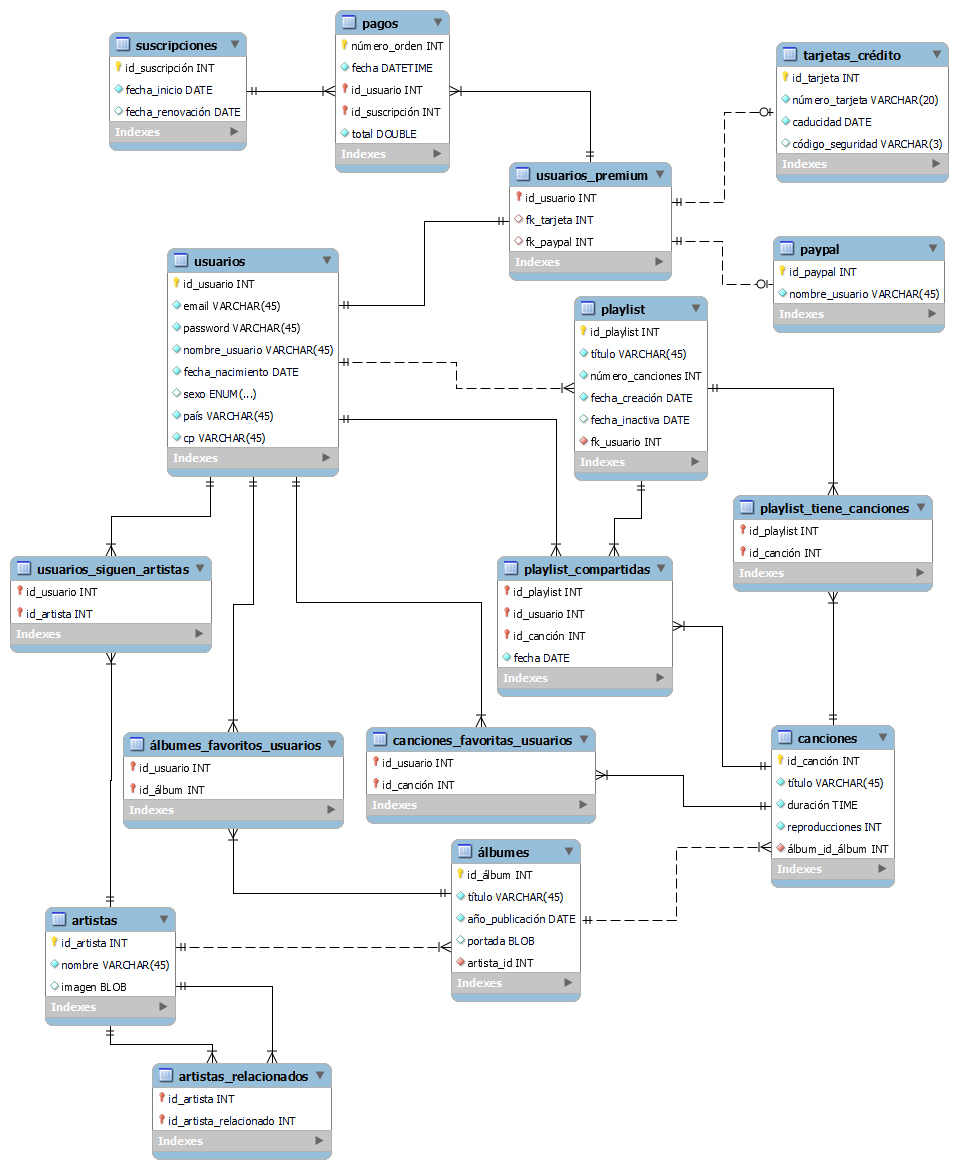 suscripciones
id_suscripción INT
fecha_inicio DATE
fecha_renovación DATE
Indexes
pagos
número_orden INT
fecha DATETIME
id_usuario INT
id_suscripción INT
total DOUBLE
Indexes
tarjetas_crédito
id_tarjeta INT
número_tarjeta VARCHAR(20)
caducidad DATE
código_seguridad VARCHAR(3)
Indexes
usuarios_premium
id_usuario INT
fk_tarjeta INT
fk_paypal INT
Indexes
paypal
id_paypal INT
nombre_usuario VARCHAR(45)
Indexes
usuarios
id_usuario INT
email VARCHAR(45)
password VARCHAR(45)
nombre_usuario VARCHAR(45)
fecha_nacimiento DATE
sexo ENUM(...)
país VARCHAR(45)
cp VARCHAR(45)
Indexes
playlist
id_playlist INT
título VARCHAR(45)
número_canciones INT
fecha_creación DATE
fecha_inactiva DATE
fk_usuario INT
Indexes
playlist_tiene_canciones
id_playlist INT
id_canción INT
Indexes
usuarios_siguen_artistas
id_usuario INT
id_artista INT
Indexes
playlist_compartidas
id_playlist INT
id_usuario INT
id_canción INT
fecha DATE
Indexes
álbumes_favoritos_usuarios
id_usuario INT
id_álbum INT
Indexes
canciones_favoritas_usuarios
id_usuario INT
id_canción INT
Indexes
canciones
id_canción INT
título VARCHAR(45)
duración TIME
reproducciones INT
álbum_id_álbum INT
Indexes
álbumes
id_álbum INT
título VARCHAR(45)
año_publicación DATE
portada BLOB
artista_id INT
Indexes
artistas
id_artista INT
nombre VARCHAR(45)
imagen BLOB
Indexes
artistas_relacionados
id_artista INT
id_artista_relacionado INT
Indexes